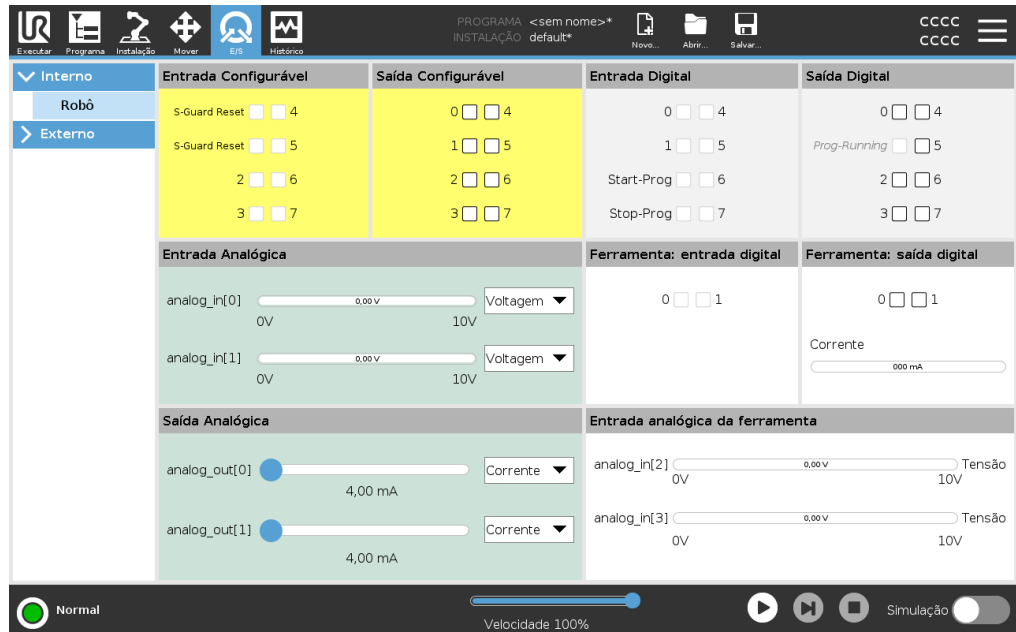 UR
PROGRAMA <sem nome>*
INSTALAÇÃO default*
CCCC
CCCC
Executar Programa Instalação Mover E/S Histórico Novo... Abrir... Salvar...
Interno
Robô
Externo
Entrada Configurável
S-Guard Reset 4
S-Guard Reset 5
2 6
3 7
Saída Configurável
0 4
1 5
2 6
3 7
Entrada Digital
0 4
1 5
Start-Prog 6
Stop-Prog 7
Saída Digital
0 4
Prog-Running 5
2 6
3 7
Entrada Analógica
analog_in[0] 0,00 V Voltagem
0V 10V
analog_in[1] 0,00 V Voltagem
0V 10V
Ferramenta: entrada digital
0 1
Ferramenta: saída digital
0 1
Corrente
000 mA
Saída Analógica
analog_out[0] Corrente
4,00 mA
analog_out[1] Corrente
4,00 mA
Entrada analógica da ferramenta
analog_in[2] 0,00 V Tensão
0V 10V
analog_in[3] 0,00 V Tensão
0V 10V
Normal
Velocidade 100%
Simulação